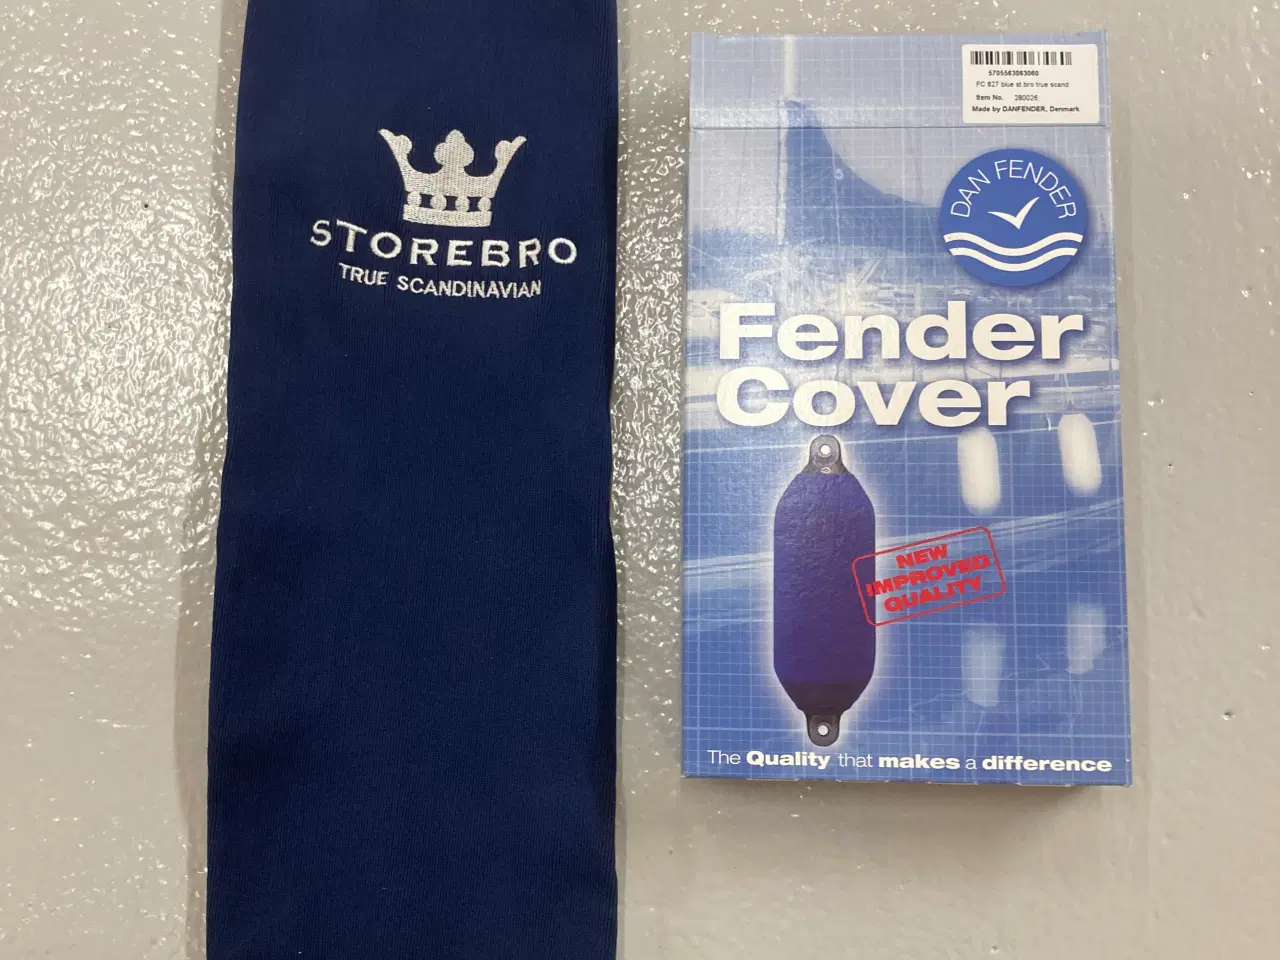 STOREBRO
TRUE SCANDINAVIAN
5705563083060
FC 827 blue st.bro true scand
Item No. 280026
Made by DANFENDER, Denmark
DAN FENDER
Fender
Cover
NEW
IMPROVED
QUALITY
The Quality that makes a difference